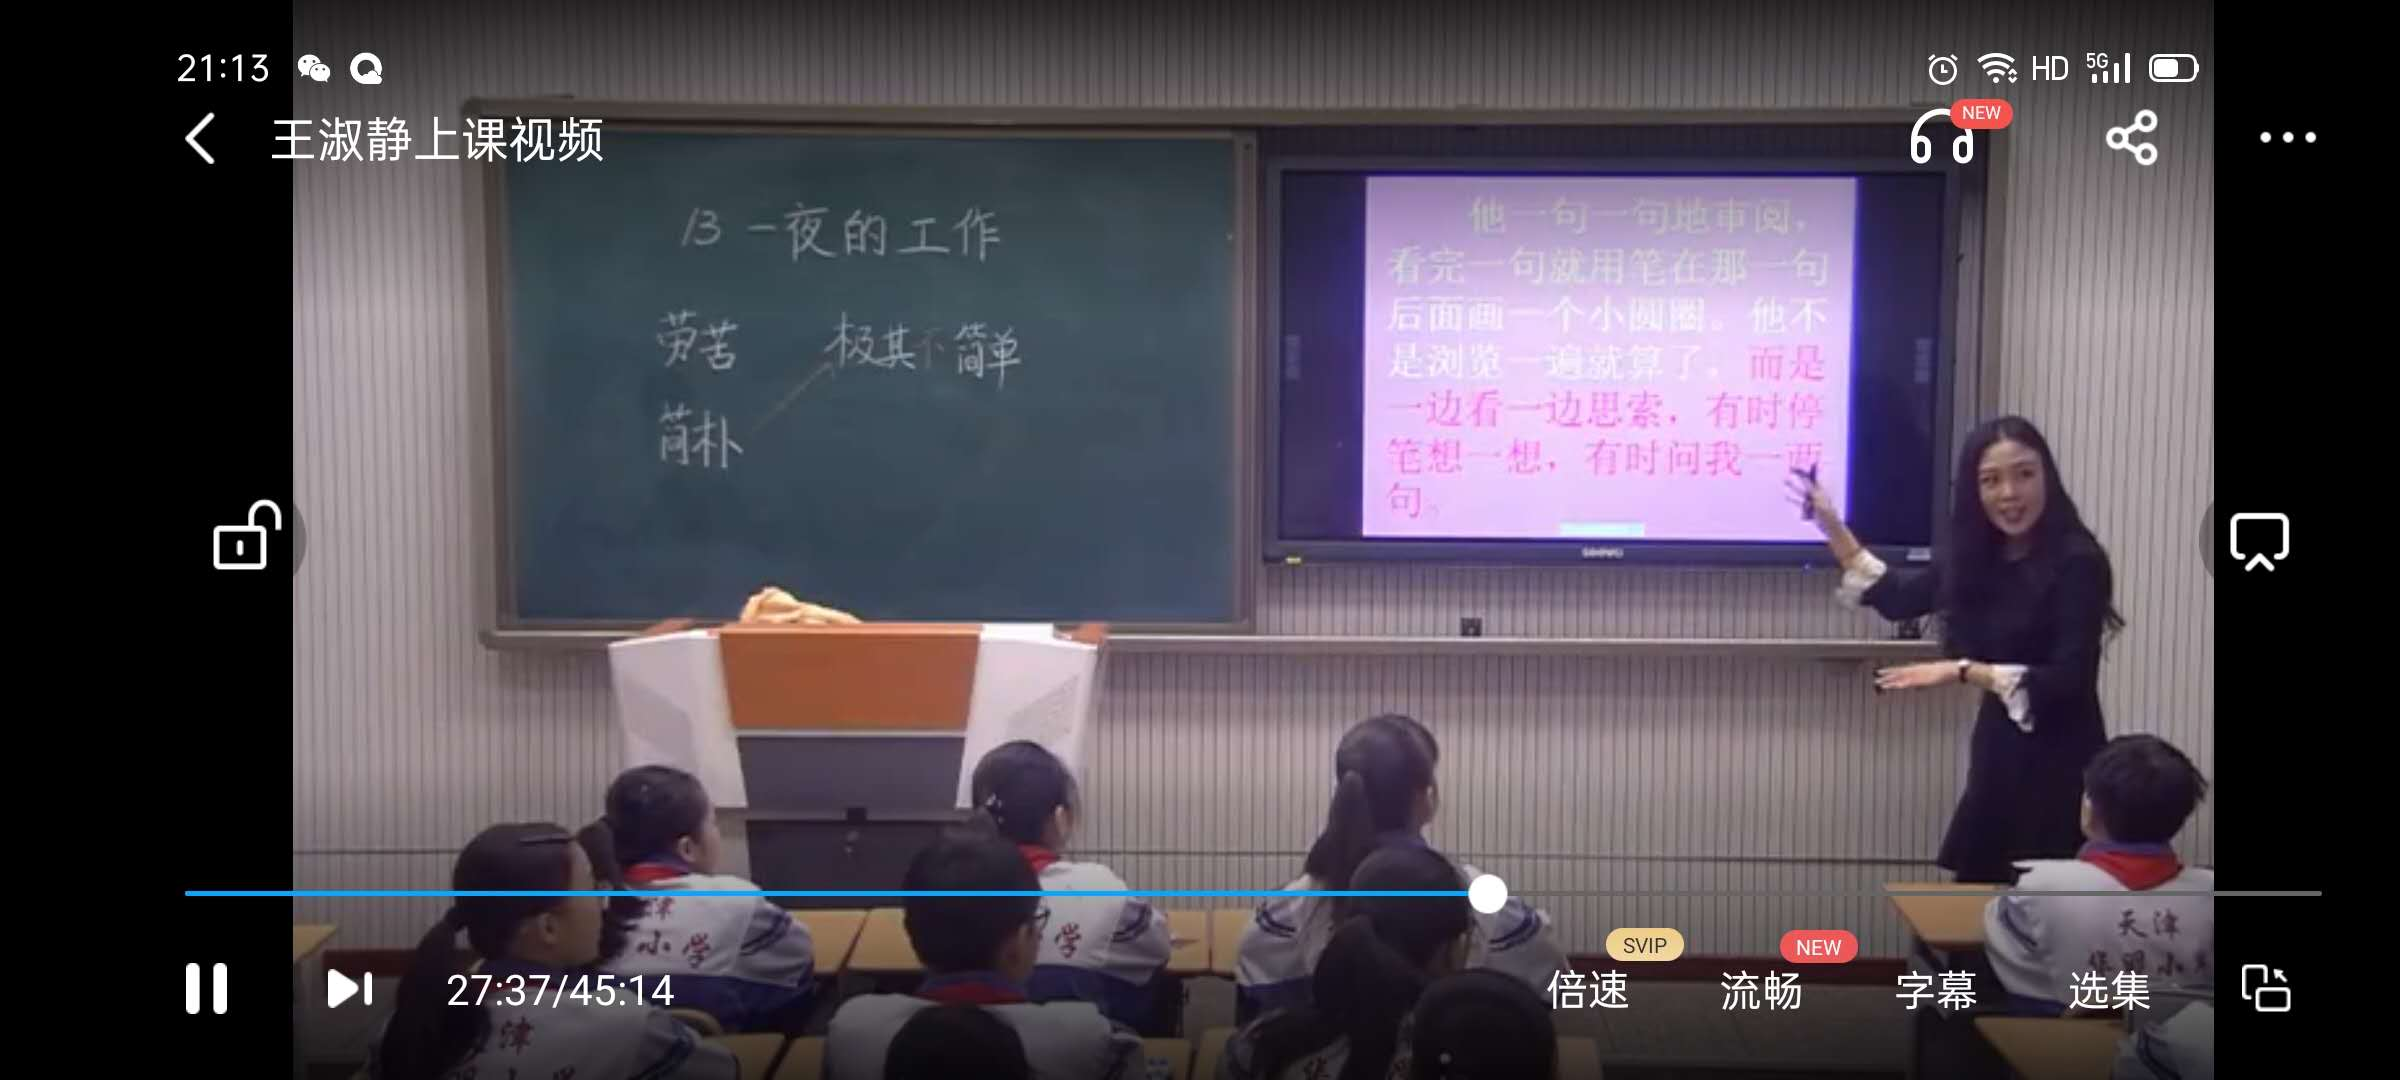 21:13
HD 5G
王淑静上课视频
NEW
13 一夜的工作
劳苦 极其不简单
简朴
他一句一句地审阅，
看完一句就用笔在那一句
后面画一个小圆圈。他不
是浏览一遍就算了，而是
一边看一边思索，有时停
笔想一想，有时问我一两
句。
津
小学
学
天津
津
27:37/45:14
倍速
SVIP
流畅
NEW
字幕
选集